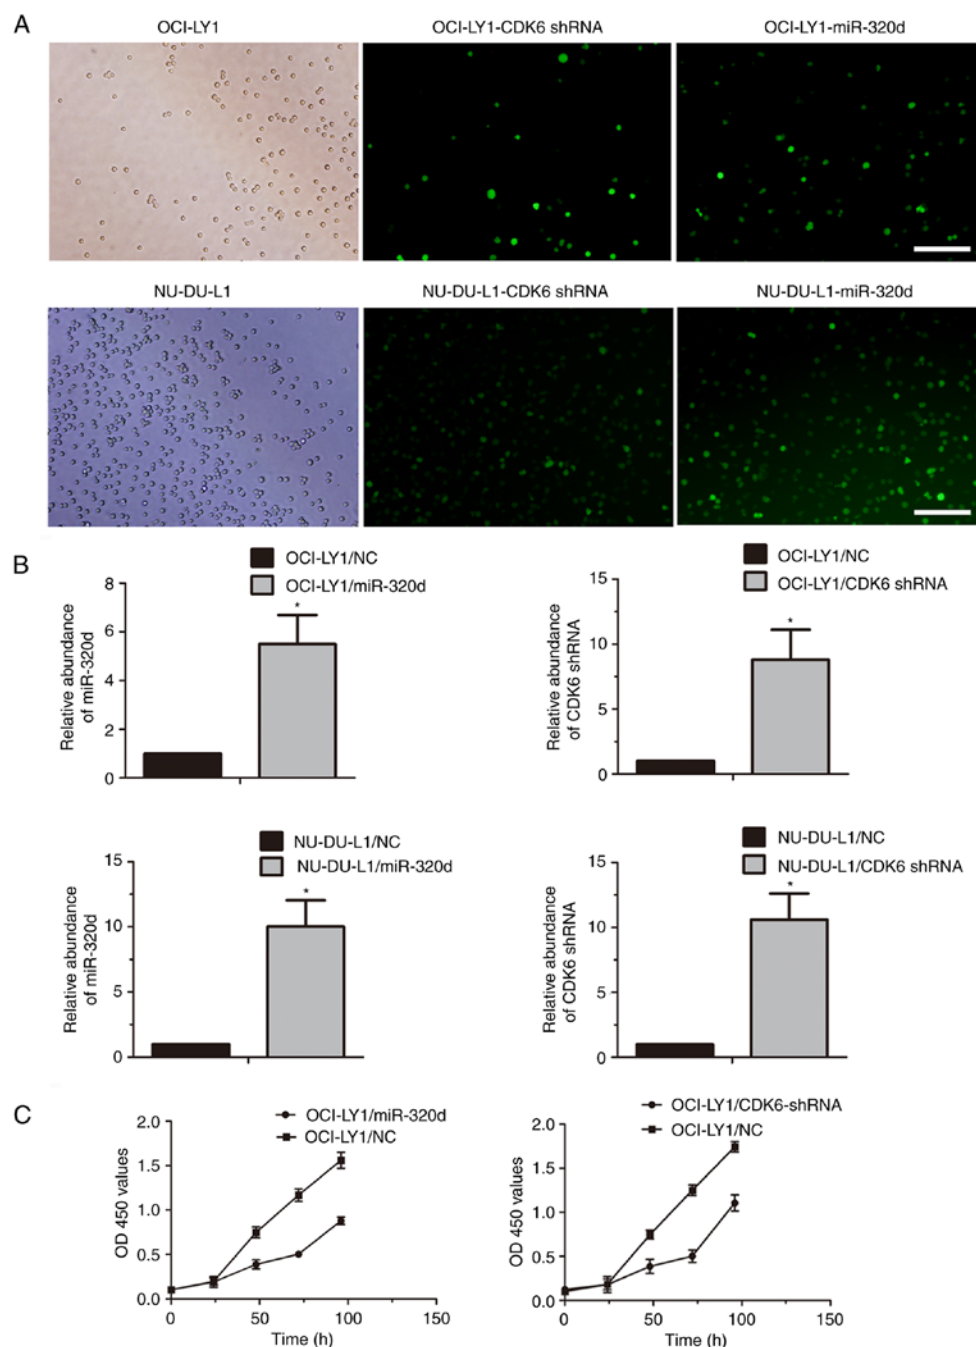 A
OCI-LY1
OCI-LY1-CDK6 shRNA
OCI-LY1-miR-320d
NU-DU-L1
NU-DU-L1-CDK6 shRNA
NU-DU-L1-miR-320d
B
OCI-LY1/NC
OCI-LY1/miR-320d
Relative abundance
of miR-320d
8
6
4
2
0
*
OCI-LY1/NC
OCI-LY1/CDK6 shRNA
Relative abundance
of CDK6 shRNA
15
10
5
0
*
NU-DU-L1/NC
NU-DU-L1/miR-320d
Relative abundance
of miR-320d
15
10
5
0
*
NU-DU-L1/NC
NU-DU-L1/CDK6 shRNA
Relative abundance
of CDK6 shRNA
15
10
5
0
*
C
OCI-LY1/miR-320d
OCI-LY1/NC
OD 450 values
2.0
1.5
1.0
0.5
0.0
0
50
100
150
Time (h)
OCI-LY1/CDK6-shRNA
OCI-LY1/NC
OD 450 values
2.0
1.5
1.0
0.5
0.0
0
50
100
150
Time (h)